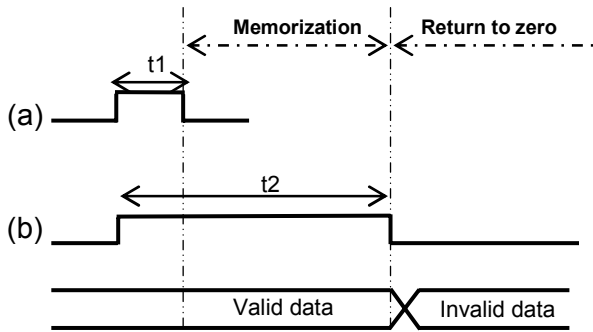 Memorization Return to zero
t1
(a)
t2
(b)
Valid data Invalid data